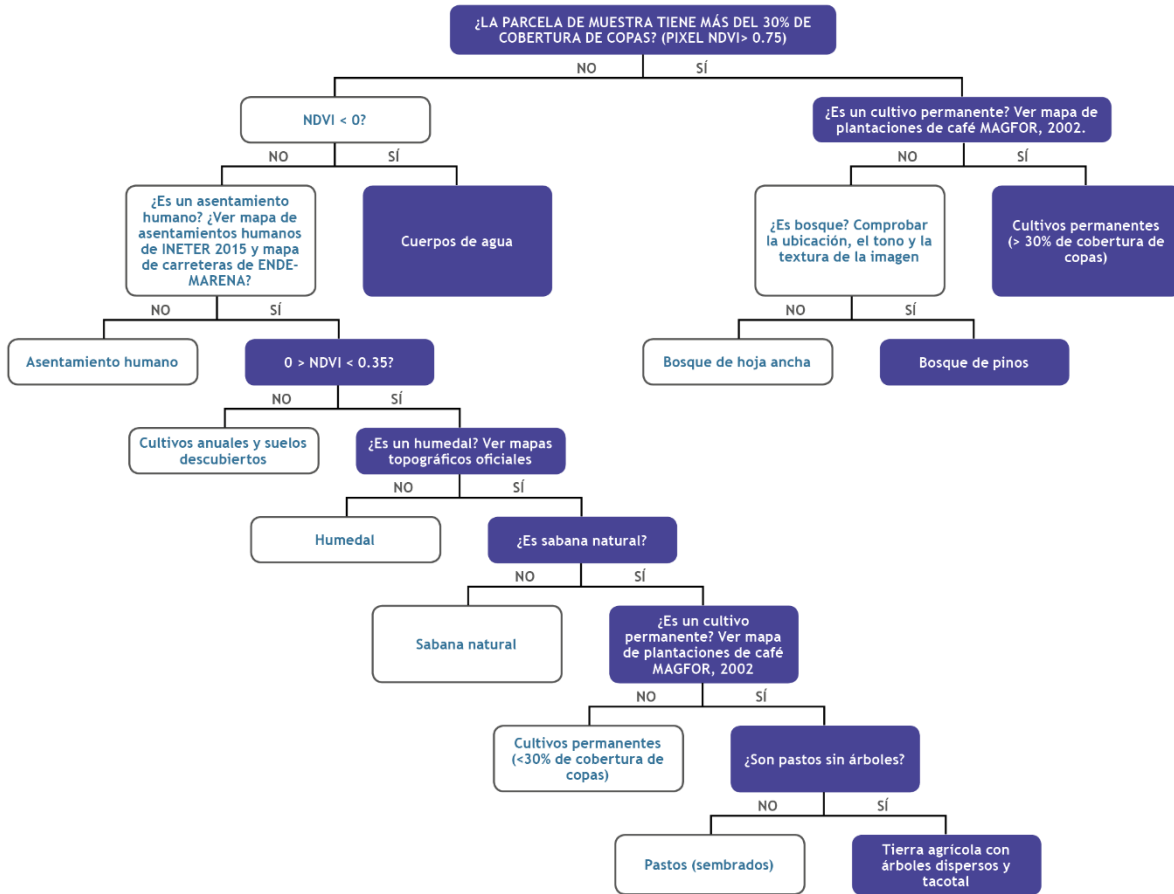 ¿LA PARCELA DE MUESTRA TIENE MÁS DEL 30% DE
COBERTURA DE COPAS? (PIXEL NDVI> 0.75)
NO
SÍ
NDVI < 0?
¿Es un cultivo permanente? Ver mapa de
plantaciones de café MAGFOR, 2002.
NO
SÍ
NO
SÍ
¿Es un asentamiento
humano? ¿Ver mapa de
asentamientos humanos
de INETER 2015 y mapa
de carreteras de ENDE-
MARENA?
Cuerpos de agua
¿Es bosque? Comprobar
la ubicación, el tono y la
textura de la imagen
Cultivos permanentes
(> 30% de cobertura de
copas)
NO
SÍ
NO
SÍ
Asentamiento humano
0 > NDVI < 0.35?
Bosque de hoja ancha
Bosque de pinos
NO
SÍ
Cultivos anuales y suelos
descubiertos
¿Es un humedal? Ver mapas
topográficos oficiales
NO
SÍ
Humedal
¿Es sabana natural?
NO
SÍ
Sabana natural
¿Es un cultivo
permanente? Ver mapa
de plantaciones de café
MAGFOR, 2002
NO
SÍ
Cultivos permanentes
(<30% de cobertura de
copas)
¿Son pastos sin árboles?
NO
SÍ
Pastos (sembrados)
Tierra agrícola con
árboles dispersos y
tacotal